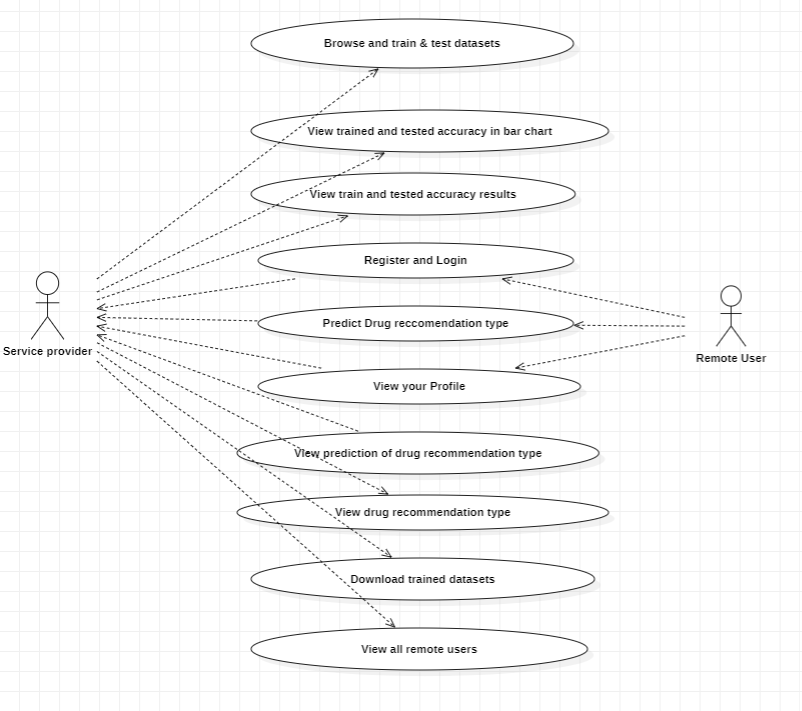 Browse and train & test datasets
View trained and tested accuracy in bar chart
View train and tested accuracy results
Register and Login
Predict Drug reccomendation type
Service provider
Remote User
View your Profile
View prediction of drug recommendation type
View drug recommendation type
Download trained datasets
View all remote users